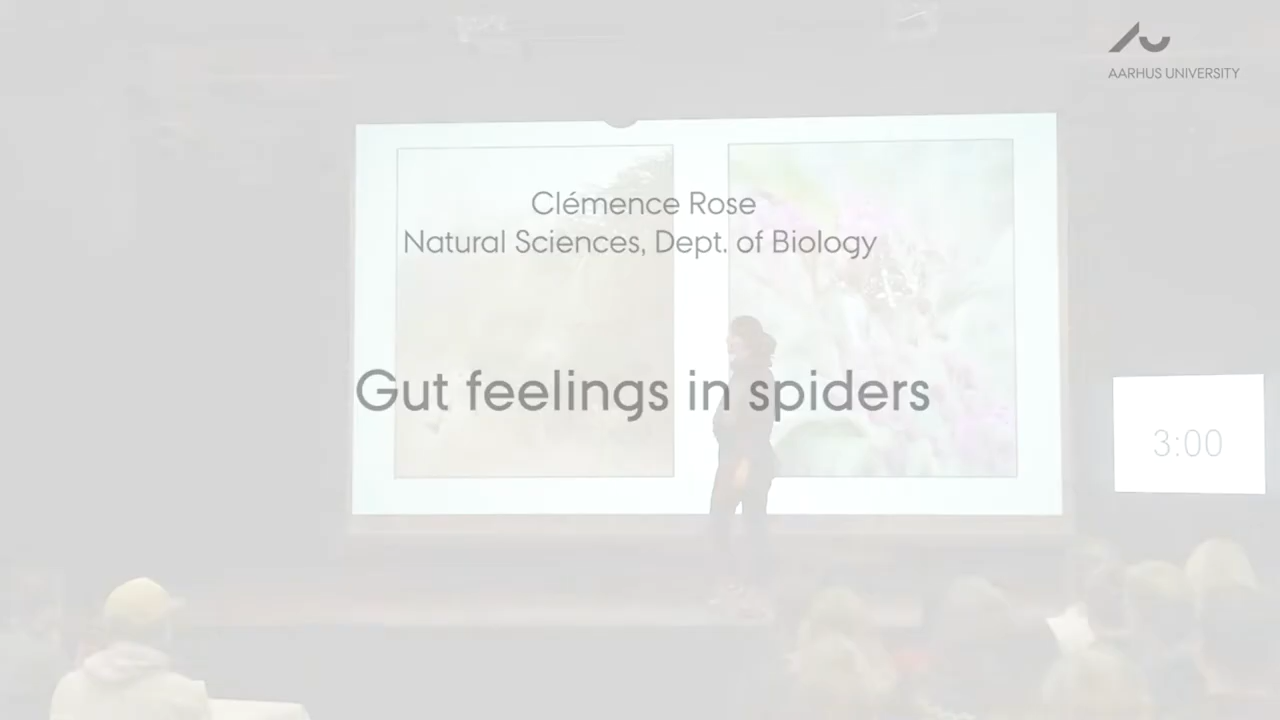 AARHUS UNIVERSITY
Clémence Rose
Natural Sciences, Dept. of Biology
Gut feelings in spiders
3:00